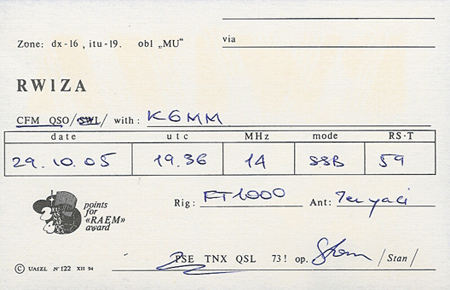 Zone: dx-16, itu-19. obl „MU"
via
RW1ZA
CFM QSO/SWL/ with: K6MM
date utc MHz mode RS-T
29.10.05 19.36 14 SSB 59
points for «RAEM» award
Rig: FT1000 Ant:
PSE TNX QSL 73! op. Stan /Stan/
© UA1ZL N°122 XII 94